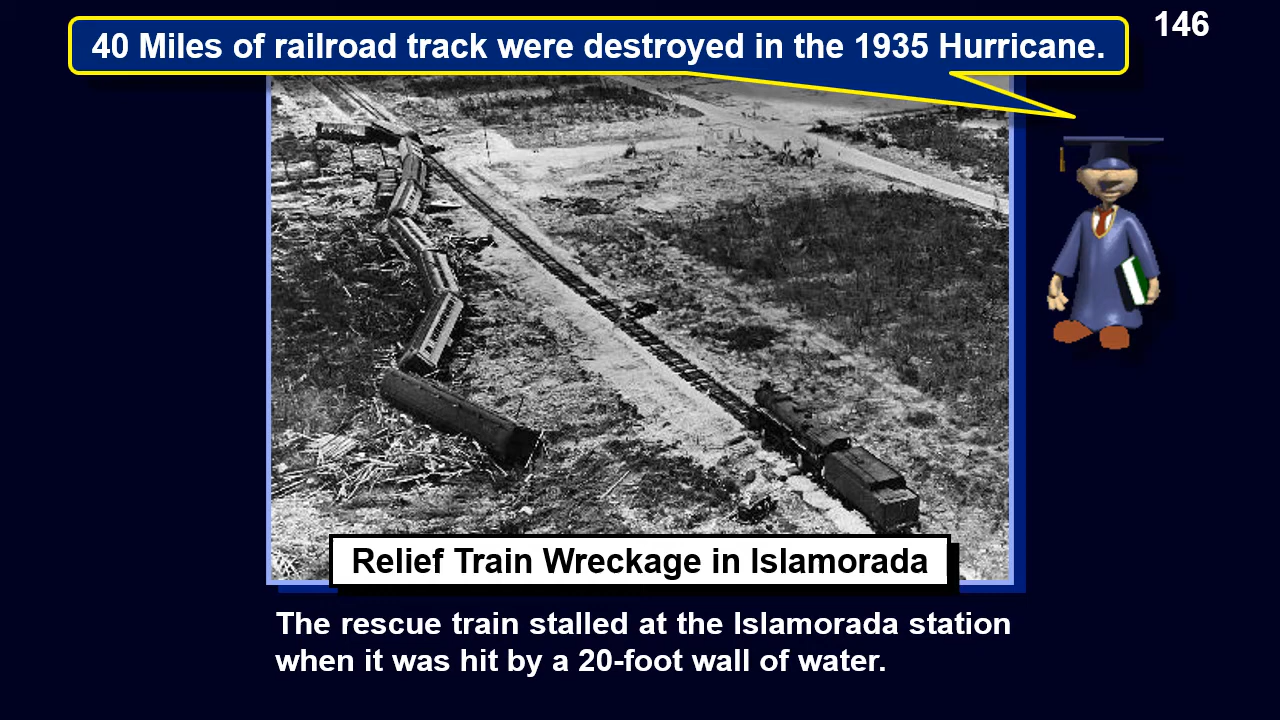 40 Miles of railroad track were destroyed in the 1935 Hurricane.
146
Relief Train Wreckage in Islamorada
The rescue train stalled at the Islamorada station
when it was hit by a 20-foot wall of water.